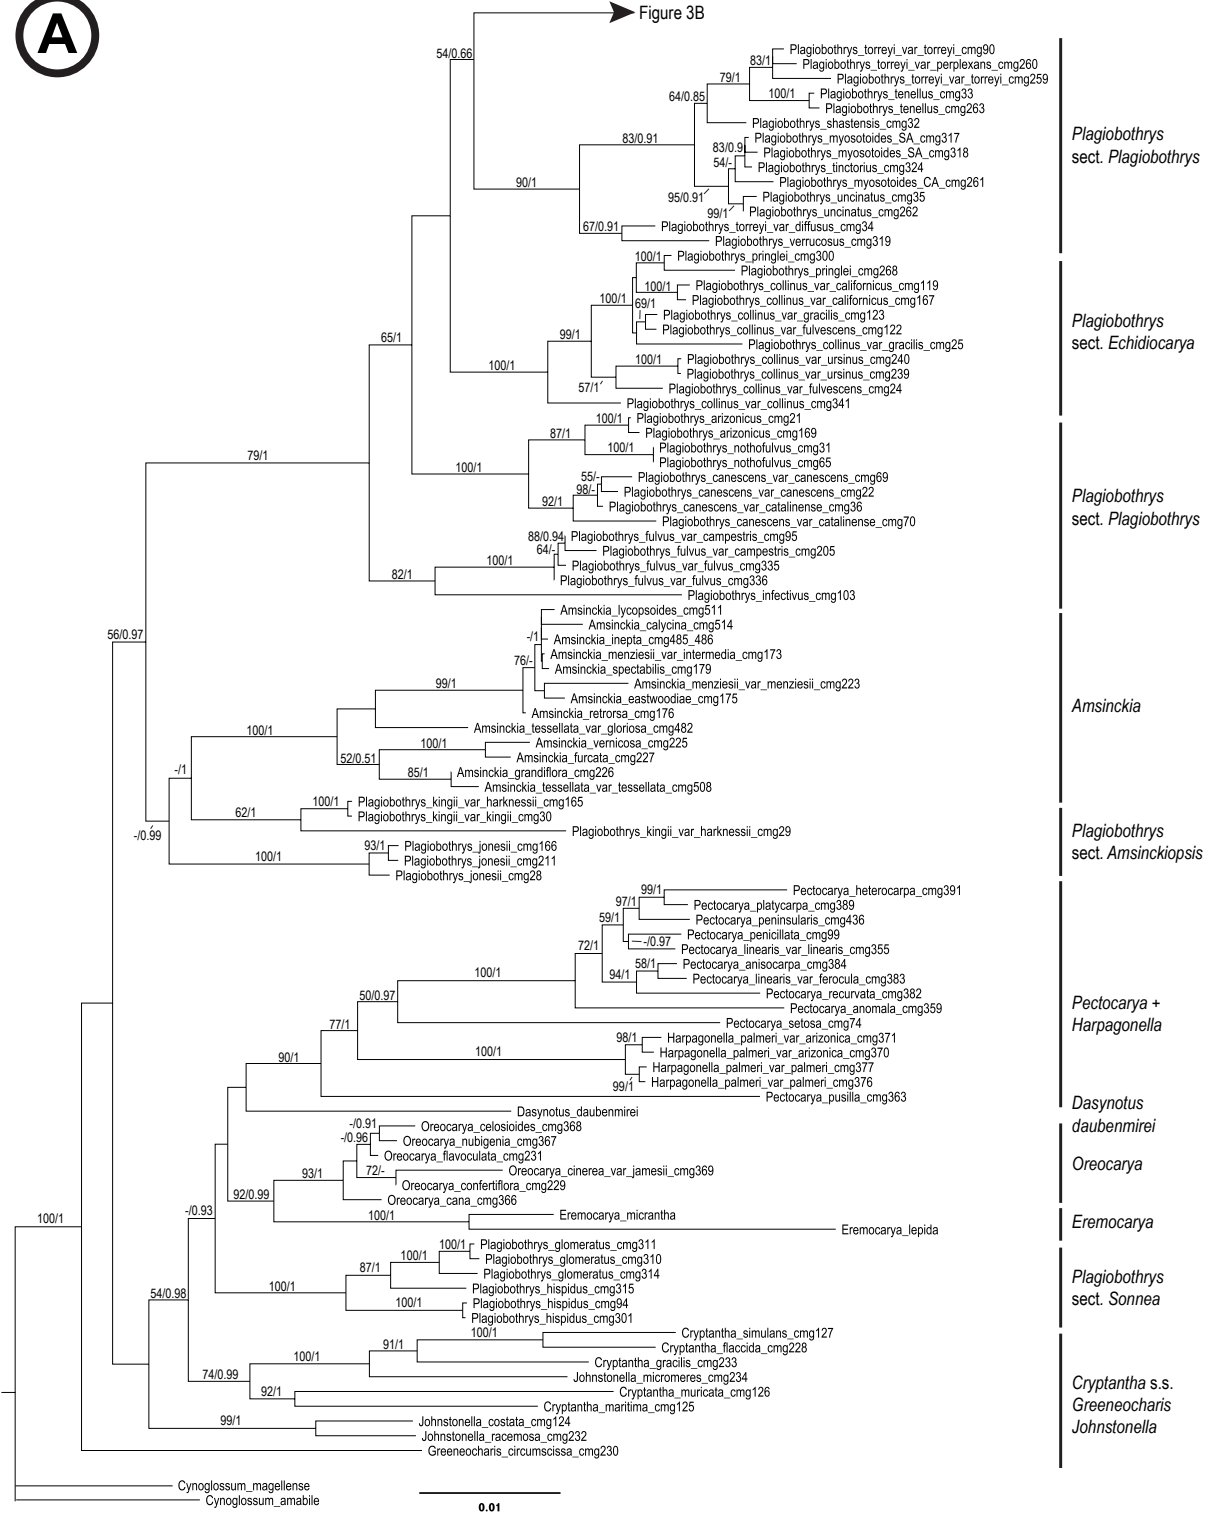 A
Figure 3B
54/0.66
Plagiobothrys_torreyi_var_torreyi_cmg90
83/1
Plagiobothrys_torreyi_var_perplexans_cmg260
79/1
Plagiobothrys_torreyi_var_torreyi_cmg259
64/0.85
100/1
Plagiobothrys_tenellus_cmg33
Plagiobothrys_tenellus_cmg263
Plagiobothrys_shastensis_cmg32
83/0.91
Plagiobothrys_myosotoides_SA_cmg317
83/0.9
Plagiobothrys_myosotoides_SA_cmg318
54/-
Plagiobothrys_tinctorius_cmg324
90/1
Plagiobothrys_myosotoides_CA_cmg261
95/0.91
Plagiobothrys_uncinatus_cmg35
99/1
Plagiobothrys_uncinatus_cmg262
67/0.91
Plagiobothrys_torreyi_var_diffusus_cmg34
Plagiobothrys_verrucosus_cmg319
Plagiobothrys
sect. Plagiobothrys
100/1
Plagiobothrys_pringlei_cmg300
Plagiobothrys_pringlei_cmg268
100/1
Plagiobothrys_collinus_var_californicus_cmg119
100/1
Plagiobothrys_collinus_var_californicus_cmg167
69/1
Plagiobothrys_collinus_var_gracilis_cmg123
Plagiobothrys_collinus_var_fulvescens_cmg122
99/1
Plagiobothrys_collinus_var_gracilis_cmg25
65/1
100/1
Plagiobothrys_collinus_var_ursinus_cmg240
100/1
Plagiobothrys_collinus_var_ursinus_cmg239
57/1
Plagiobothrys_collinus_var_fulvescens_cmg24
Plagiobothrys_collinus_var_collinus_cmg341
Plagiobothrys
sect. Echidiocarya
100/1
Plagiobothrys_arizonicus_cmg21
87/1
Plagiobothrys_arizonicus_cmg169
100/1
Plagiobothrys_nothofulvus_cmg31
79/1
100/1
Plagiobothrys_nothofulvus_cmg65
55/-
Plagiobothrys_canescens_var_canescens_cmg69
98/-
Plagiobothrys_canescens_var_canescens_cmg22
92/1
Plagiobothrys_canescens_var_catalinense_cmg36
Plagiobothrys_canescens_var_catalinense_cmg70
88/0.94
Plagiobothrys_fulvus_var_campestris_cmg95
64/-
Plagiobothrys_fulvus_var_campestris_cmg205
100/1
Plagiobothrys_fulvus_var_fulvus_cmg335
82/1
Plagiobothrys_fulvus_var_fulvus_cmg336
Plagiobothrys_infectivus_cmg103
Plagiobothrys
sect. Plagiobothrys
56/0.97
Amsinckia_lycopsoides_cmg511
Amsinckia_calycina_cmg514
-/1
Amsinckia_inepta_cmg485_486
Amsinckia_menziesii_var_intermedia_cmg173
76/-
Amsinckia_spectabilis_cmg179
99/1
Amsinckia_menziesii_var_menziesii_cmg223
Amsinckia_eastwoodiae_cmg175
Amsinckia_retrorsa_cmg176
100/1
Amsinckia_tessellata_var_gloriosa_cmg482
100/1
Amsinckia_vernicosa_cmg225
52/0.51
Amsinckia_furcata_cmg227
85/1
Amsinckia_grandiflora_cmg226
Amsinckia_tessellata_var_tessellata_cmg508
Amsinckia
-/1
100/1
Plagiobothrys_kingii_var_harknessii_cmg165
62/1
Plagiobothrys_kingii_var_kingii_cmg30
-/0.99
Plagiobothrys_kingii_var_harknessii_cmg29
93/1
Plagiobothrys_jonesii_cmg166
100/1
Plagiobothrys_jonesii_cmg211
Plagiobothrys_jonesii_cmg28
Plagiobothrys
sect. Amsinckiopsis
99/1
Pectocarya_heterocarpa_cmg391
97/1
Pectocarya_platycarpa_cmg389
59/1
Pectocarya_peninsularis_cmg436
Pectocarya_penicillata_cmg99
-/0.97
72/1
Pectocarya_linearis_var_linearis_cmg355
58/1
Pectocarya_anisocarpa_cmg384
100/1
94/1
Pectocarya_linearis_var_ferocula_cmg383
Pectocarya_recurvata_cmg382
50/0.97
Pectocarya_anomala_cmg359
77/1
Pectocarya_setosa_cmg74
98/1
Harpagonella_palmeri_var_arizonica_cmg371
100/1
Harpagonella_palmeri_var_arizonica_cmg370
90/1
Harpagonella_palmeri_var_palmeri_cmg377
99/1
Harpagonella_palmeri_var_palmeri_cmg376
Pectocarya_pusilla_cmg363
Pectocarya +
Harpagonella
Dasynotus_daubenmirei
Dasynotus
daubenmirei
-/0.91
Oreocarya_celosioides_cmg368
-/0.96
Oreocarya_nubigenia_cmg367
Oreocarya_flavoculata_cmg231
93/1
72/-
Oreocarya_cinerea_var_jamesii_cmg369
Oreocarya_confertiflora_cmg229
92/0.99
Oreocarya_cana_cmg366
Oreocarya
-/0.93
100/1
Eremocarya_micrantha
Eremocarya_lepida
Eremocarya
100/1
100/1
Plagiobothrys_glomeratus_cmg311
100/1
Plagiobothrys_glomeratus_cmg310
87/1
Plagiobothrys_glomeratus_cmg314
100/1
Plagiobothrys_hispidus_cmg315
54/0.98
100/1
Plagiobothrys_hispidus_cmg94
Plagiobothrys_hispidus_cmg301
Plagiobothrys
sect. Sonnea
100/1
Cryptantha_simulans_cmg127
91/1
Cryptantha_flaccida_cmg228
100/1
Cryptantha_gracilis_cmg233
74/0.99
Johnstonella_micromeres_cmg234
92/1
Cryptantha_muricata_cmg126
Cryptantha_maritima_cmg125
99/1
Johnstonella_costata_cmg124
Johnstonella_racemosa_cmg232
Greeneocharis_circumscissa_cmg230
Cryptantha s.s.
Greeneocharis
Johnstonella
Cynoglossum_magellense
Cynoglossum_amabile
0.01